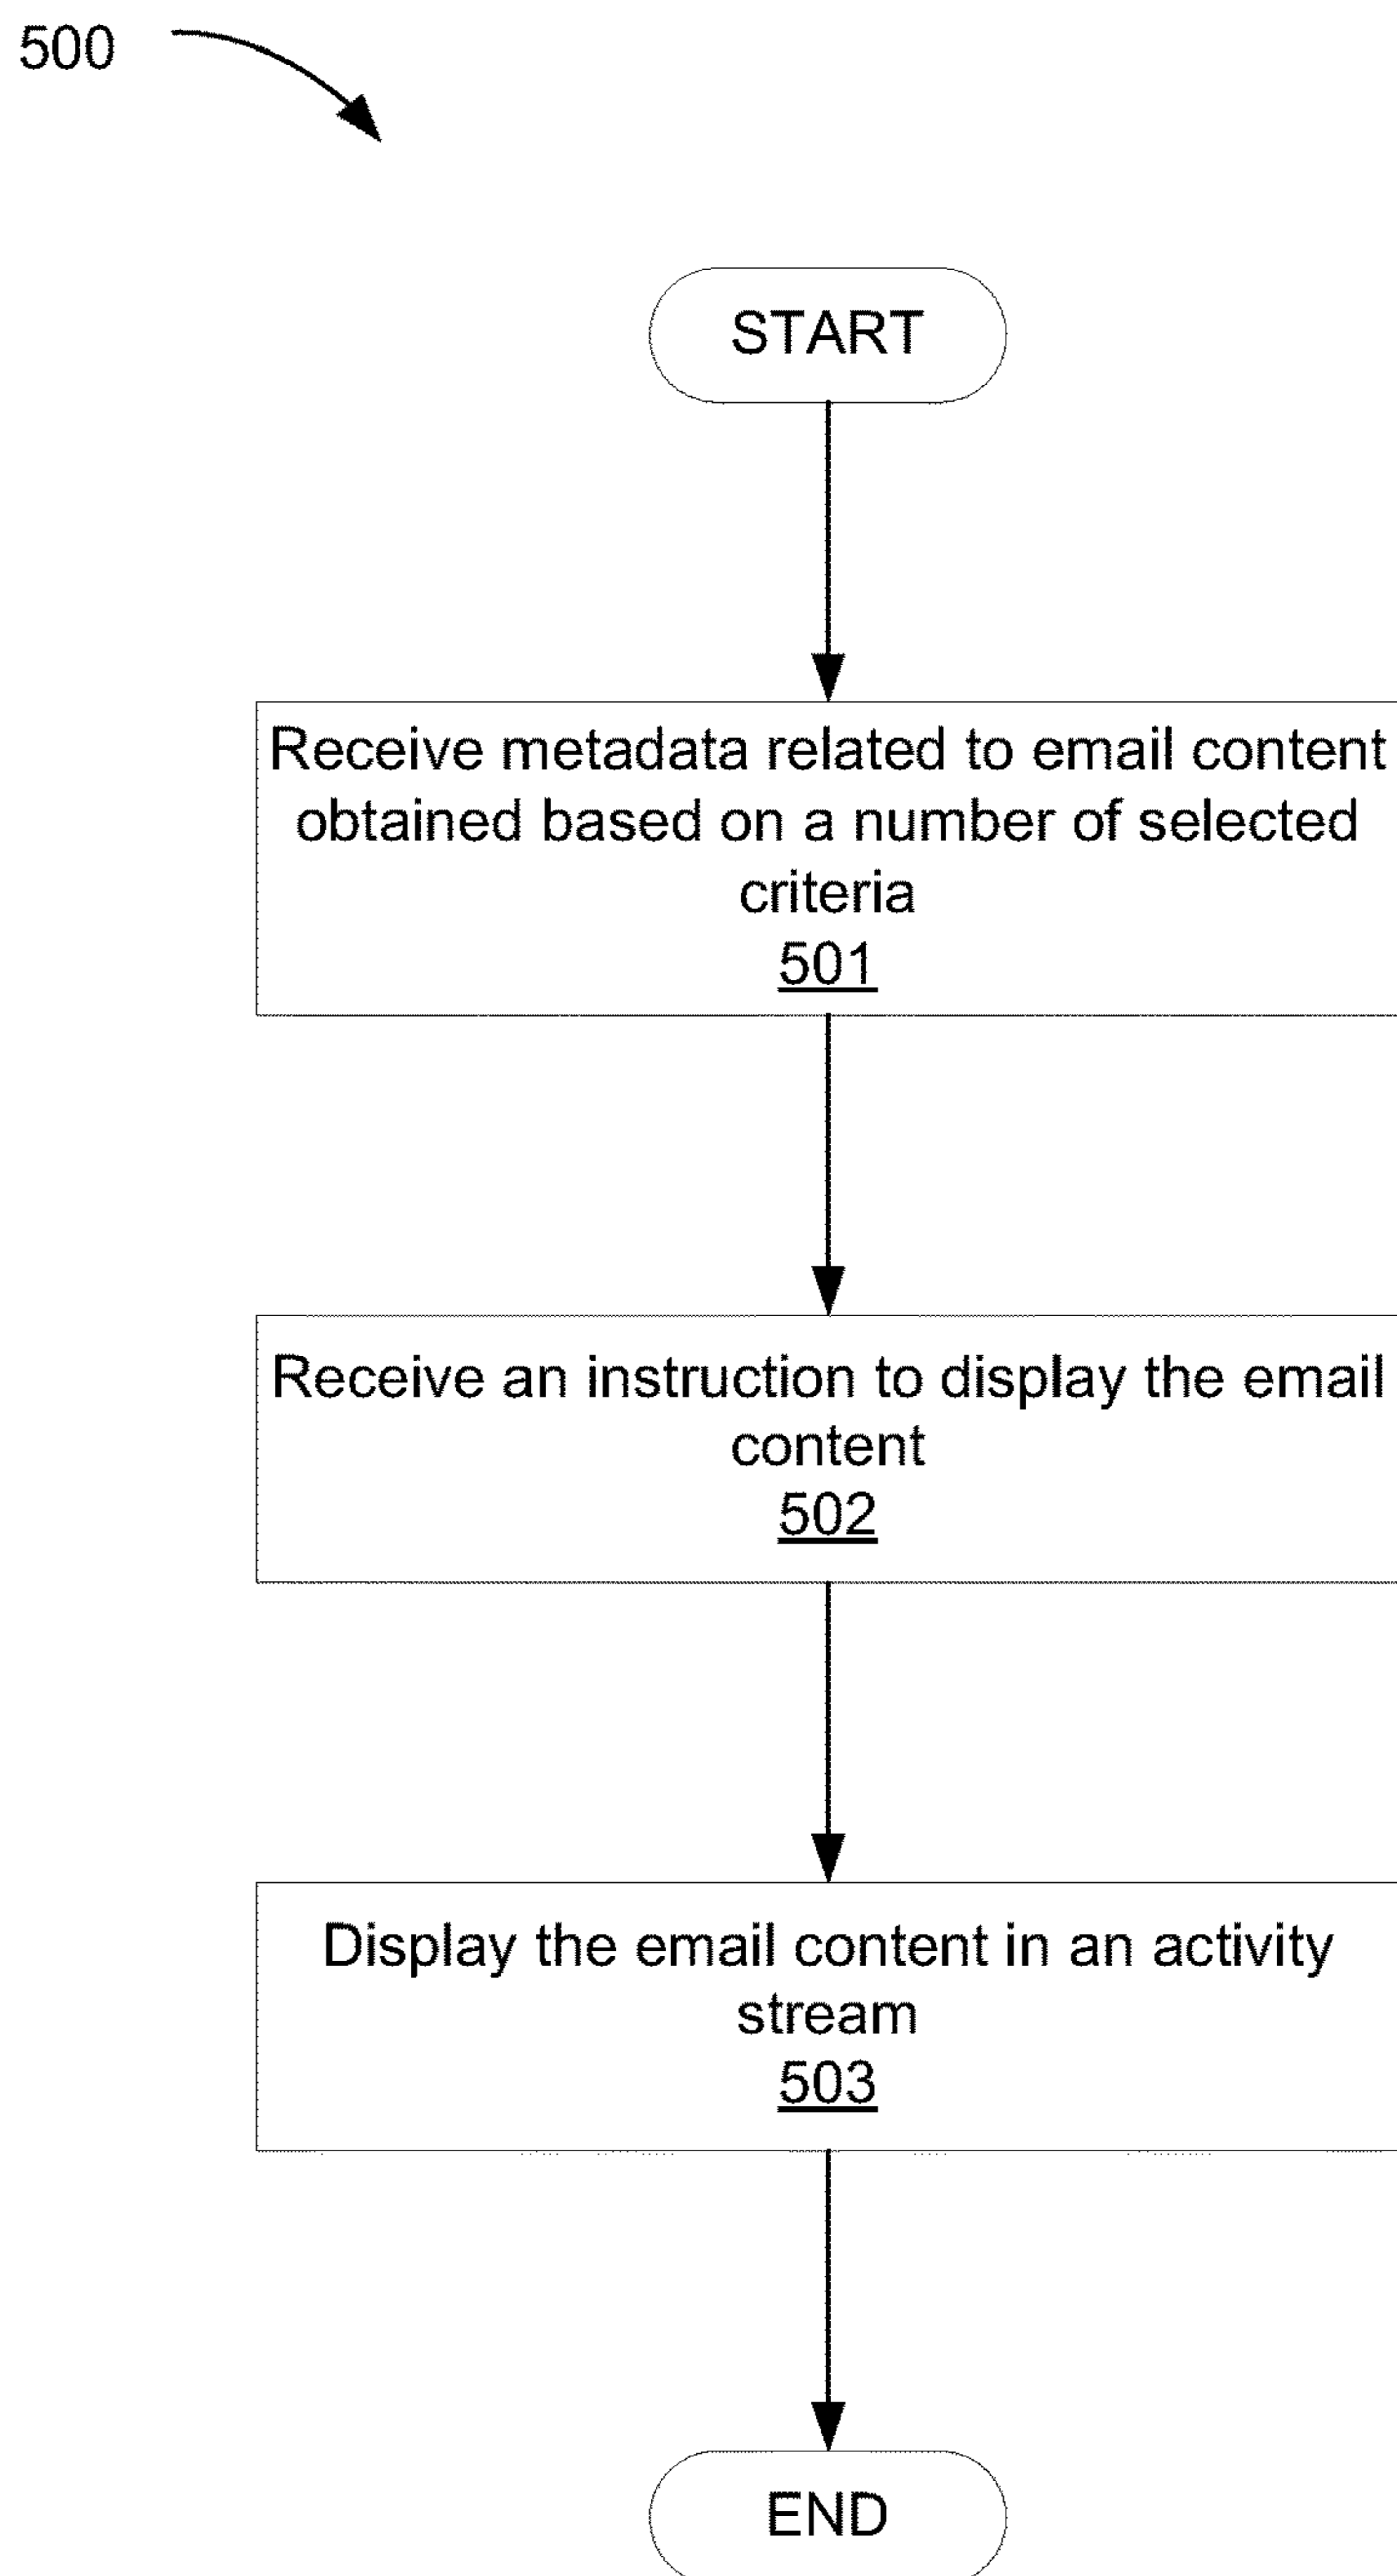 500
START
Receive metadata related to email content
obtained based on a number of selected
criteria
501
Receive an instruction to display the email
content
502
Display the email content in an activity
stream
503
END